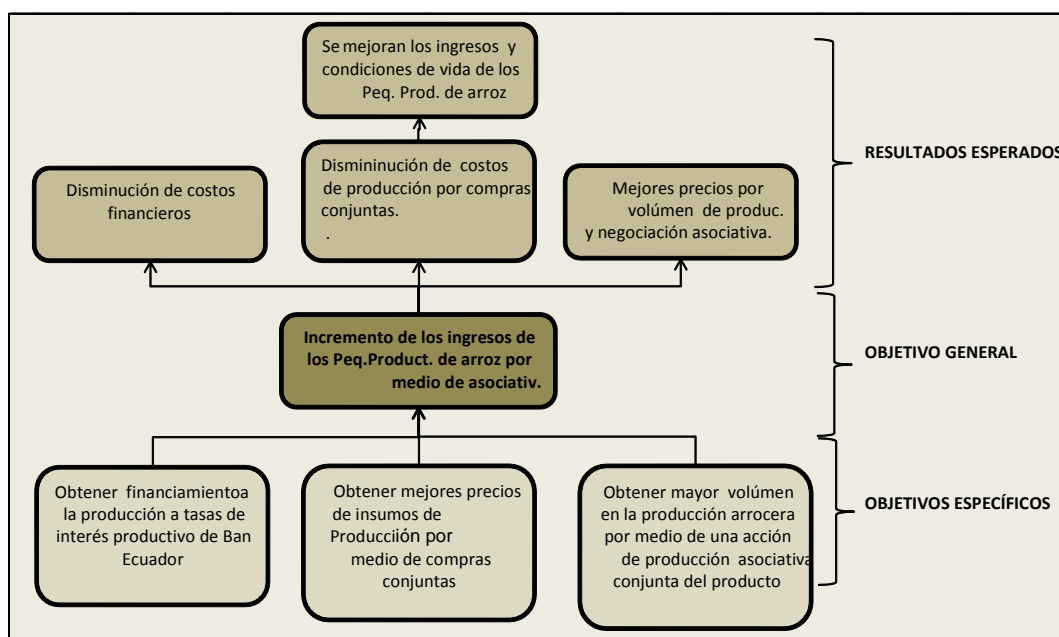 Se mejoran los ingresos y
condiciones de vida de los
Peq. Prod. de arroz
RESULTADOS ESPERADOS
Disminución de costos
financieros
Dismininución de costos
de producción por compras
conjuntas.
.
Mejores precios por
volúmen de produc.
y negociación asociativa.
Incremento de los ingresos de
los Peq.Product. de arroz por
medio de asociativ.
OBJETIVO GENERAL
Obtener financiamientoa
la producción a tasas de
interés productivo de Ban
Ecuador
Obtener mejores precios
de insumos de
Producciión por
medio de compras
conjuntas
Obtener mayor volúmen
en la producción arrocera
por medio de una acción
de producción asociativa
conjunta del producto
OBJETIVOS ESPECÍFICOS